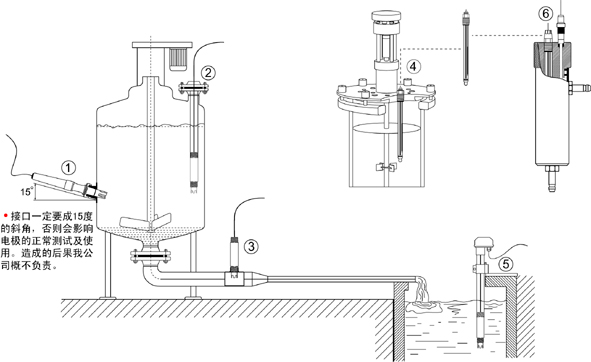 ①
②
③
④
⑤
⑥
15°
•接口一定要成15度
的斜角，否则会影响
电极的正常测试及使
用。造成的后果我公
司概不负责。